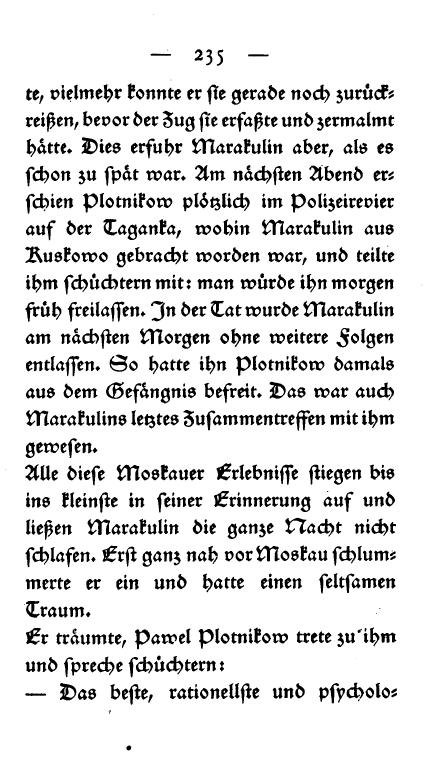 — 235 —
te, vielmehr konnte er sie gerade noch zurück-
reißen, bevor der Zug sie erfaßte und zermalmt
hätte. Dies erfuhr Marakulin aber, als es
schon zu spät war. Am nächsten Abend er-
schien Plotnikow plötzlich im Polizeirevier
auf der Taganka, wohin Marakulin aus
Kuskowo gebracht worden war, und teilte
ihm schüchtern mit: man würde ihn morgen
früh freilassen. In der Tat wurde Marakulin
am nächsten Morgen ohne weitere Folgen
entlassen. So hatte ihn Plotnikow damals
aus dem Gefängnis befreit. Das war auch
Marakulins letztes Zusammentreffen mit ihm
gewesen.
Alle diese Moskauer Erlebnisse stiegen bis
ins kleinste in seiner Erinnerung auf und
ließen Marakulin die ganze Nacht nicht
schlafen. Erst ganz nah vor Moskau schlum-
merte er ein und hatte einen seltsamen
Traum.
Er träumte, Pawel Plotnikow trete zu ihm
und spreche schüchtern:
— Das beste, rationellste und psycholo-